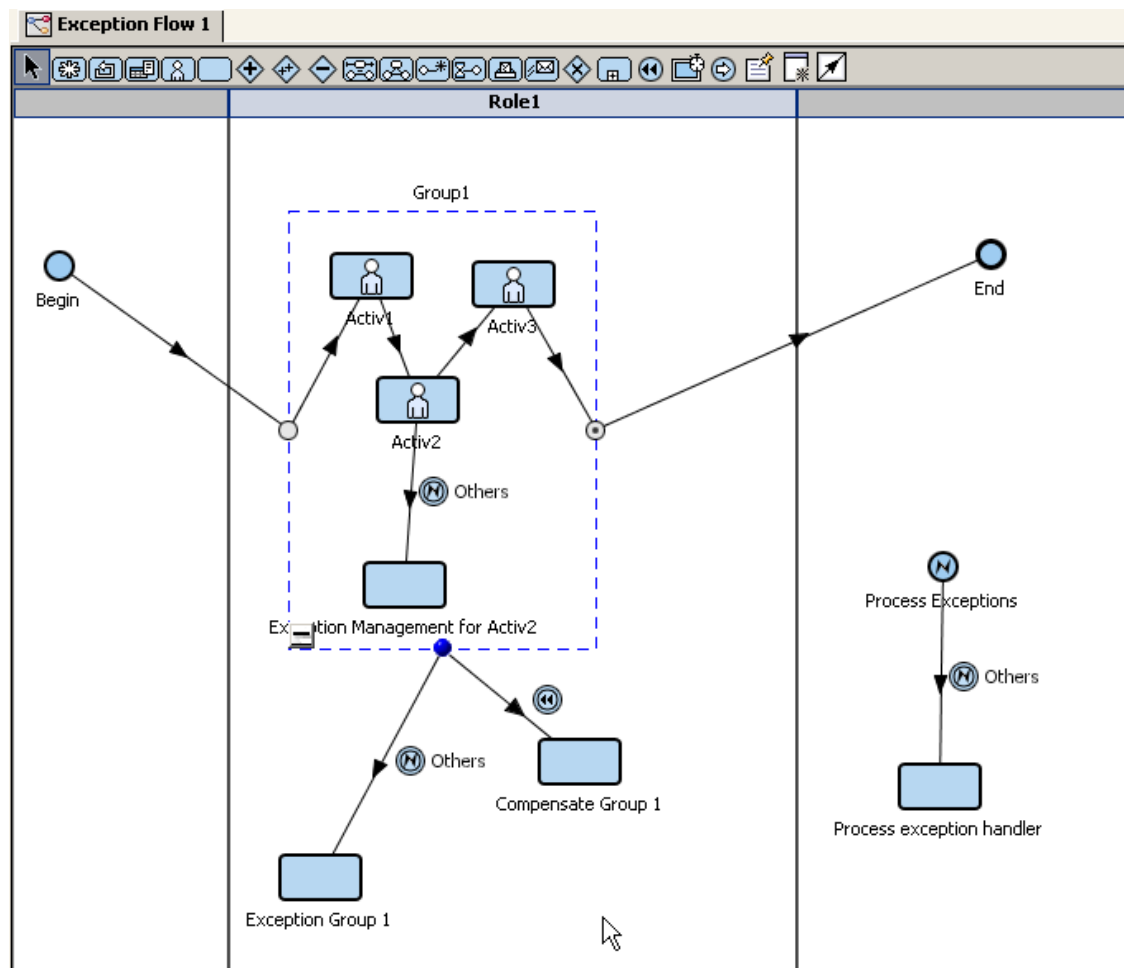 Exception Flow 1
Role1
Group1
Begin
Activ1
Activ3
End
Activ2
Others
Process Exceptions
Management for Activ2
Others
Others
Compensate Group 1
Process exception handler
Exception Group 1